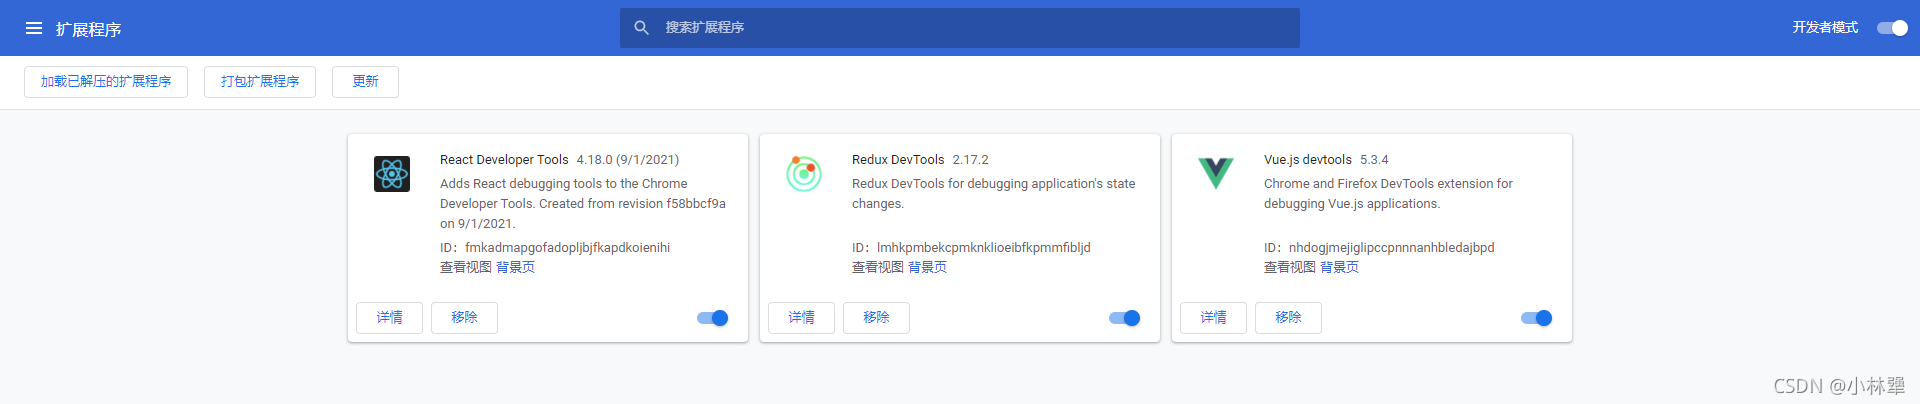 扩展程序
搜索扩展程序
开发者模式
加载已解压的扩展程序
打包扩展程序
更新
React Developer Tools 4.18.0 (9/1/2021)
Adds React debugging tools to the Chrome
Developer Tools. Created from revision f58bbcf9a
on 9/1/2021.
ID：fmkadmapgofadopljbjfkapdkoienihi
查看视图 背景页
详情
移除
Redux DevTools 2.17.2
Redux DevTools for debugging application's state
changes.
ID：lmhkpmbekcpmknklioeibfkpmmfibljd
查看视图 背景页
详情
移除
Vue.js devtools 5.3.4
Chrome and Firefox DevTools extension for
debugging Vue.js applications.
ID：nhdogjmejiglipccpnnnanhbledajbpd
查看视图 背景页
详情
移除
CSDN @小林犟